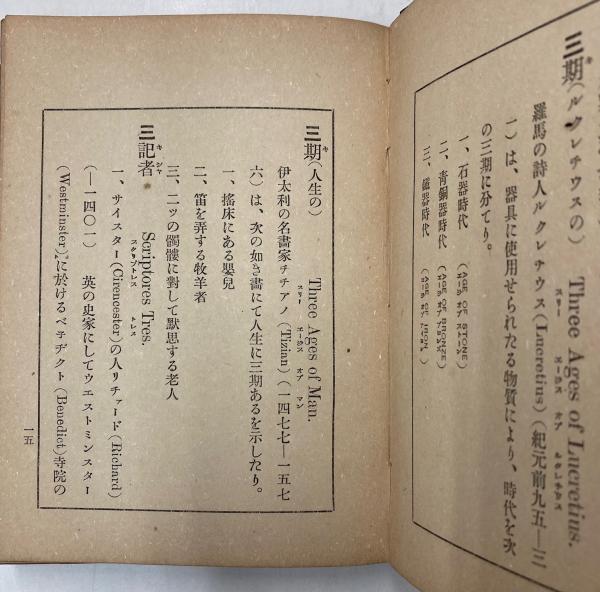 三期(ルクレチウスの) Three Ages of Lucretius.
羅馬の詩人ルクレチウス(Lucretius)(紀元前九五―
一)は、器具に使用せられたる物質により、時代を次
の三期に分てり。
一、石器時代 (AGE OF STONE)
二、青銅器時代 (AGE OF BRONZE)
三、鐵器時代 (AGE OF IRON)
三期(人生の) Three Ages of Man.
伊太利の名畫家チチアノ(Tizian)(一四七七―一五七
六)は、次の如き畫にて人生に三期あるを示したり。
一、搖床にある嬰兒
二、笛を弄する牧羊者
三、二ッの髑髏に對して默思する老人
三記者 Scriptores Tres.
一、サイスター(Cirencester)の人リチァード(Richard)
(―一四〇一) 英の史家にしてウエストミンスター
(Westminster)に於けるベネヂクト(Benedict)寺院の
一五